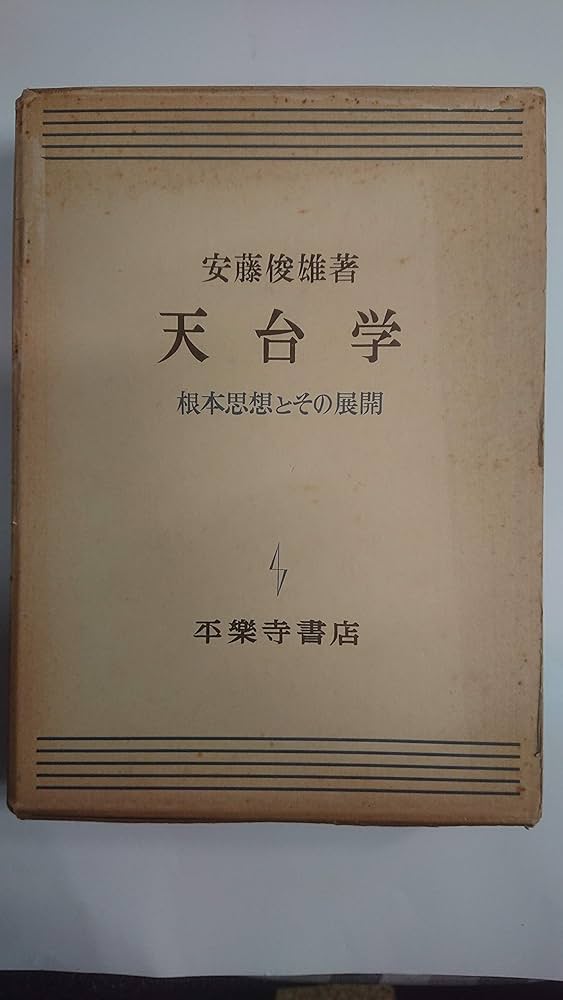 安藤俊雄著
天台学
根本思想とその展開
平樂寺書店